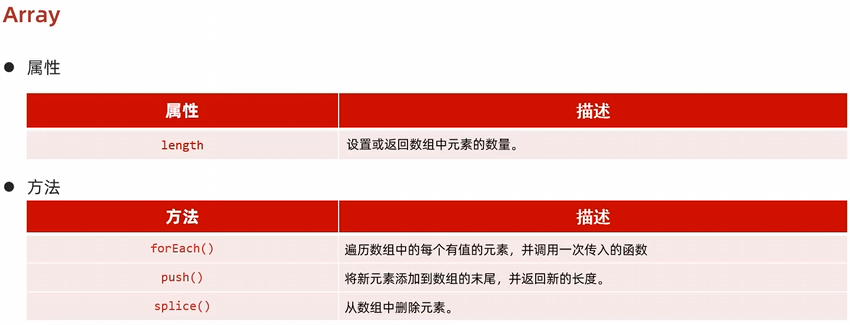 Array
● 属性
属性 描述
length 设置或返回数组中元素的数量。
● 方法
方法 描述
forEach() 遍历数组中的每个有值的元素，并调用一次传入的函数
push() 将新元素添加到数组的末尾，并返回新的长度。
splice() 从数组中删除元素。